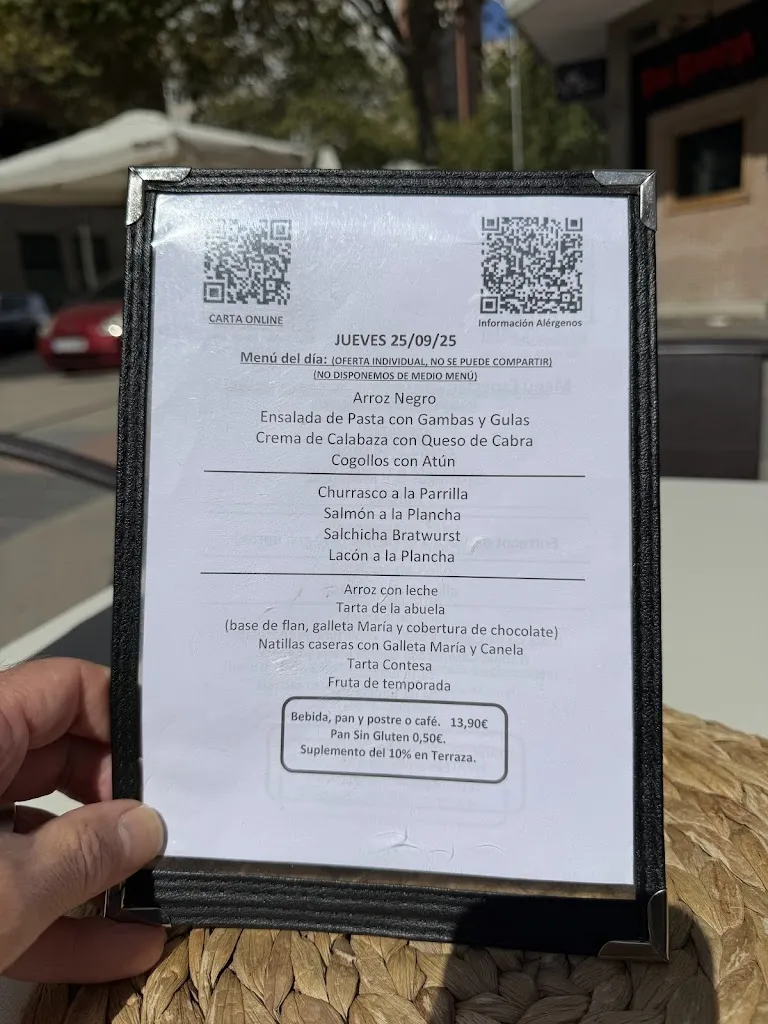 CARTA ONLINE
Información Alérgenos
JUEVES 25/09/25
Menú del día: (OFERTA INDIVIDUAL, NO SE PUEDE COMPARTIR)
(NO DISPONEMOS DE MEDIO MENÚ)
Arroz Negro
Ensalada de Pasta con Gambas y Gulas
Crema de Calabaza con Queso de Cabra
Cogollos con Atún
Churrasco a la Parrilla
Salmón a la Plancha
Salchicha Bratwurst
Lacón a la Plancha
Arroz con leche
Tarta de la abuela
(base de flan, galleta María y cobertura de chocolate)
Natillas caseras con Galleta María y Canela
Tarta Contesa
Fruta de temporada
Bebida, pan y postre o café. 13,90€
Pan Sin Gluten 0,50€.
Suplemento del 10% en Terraza.